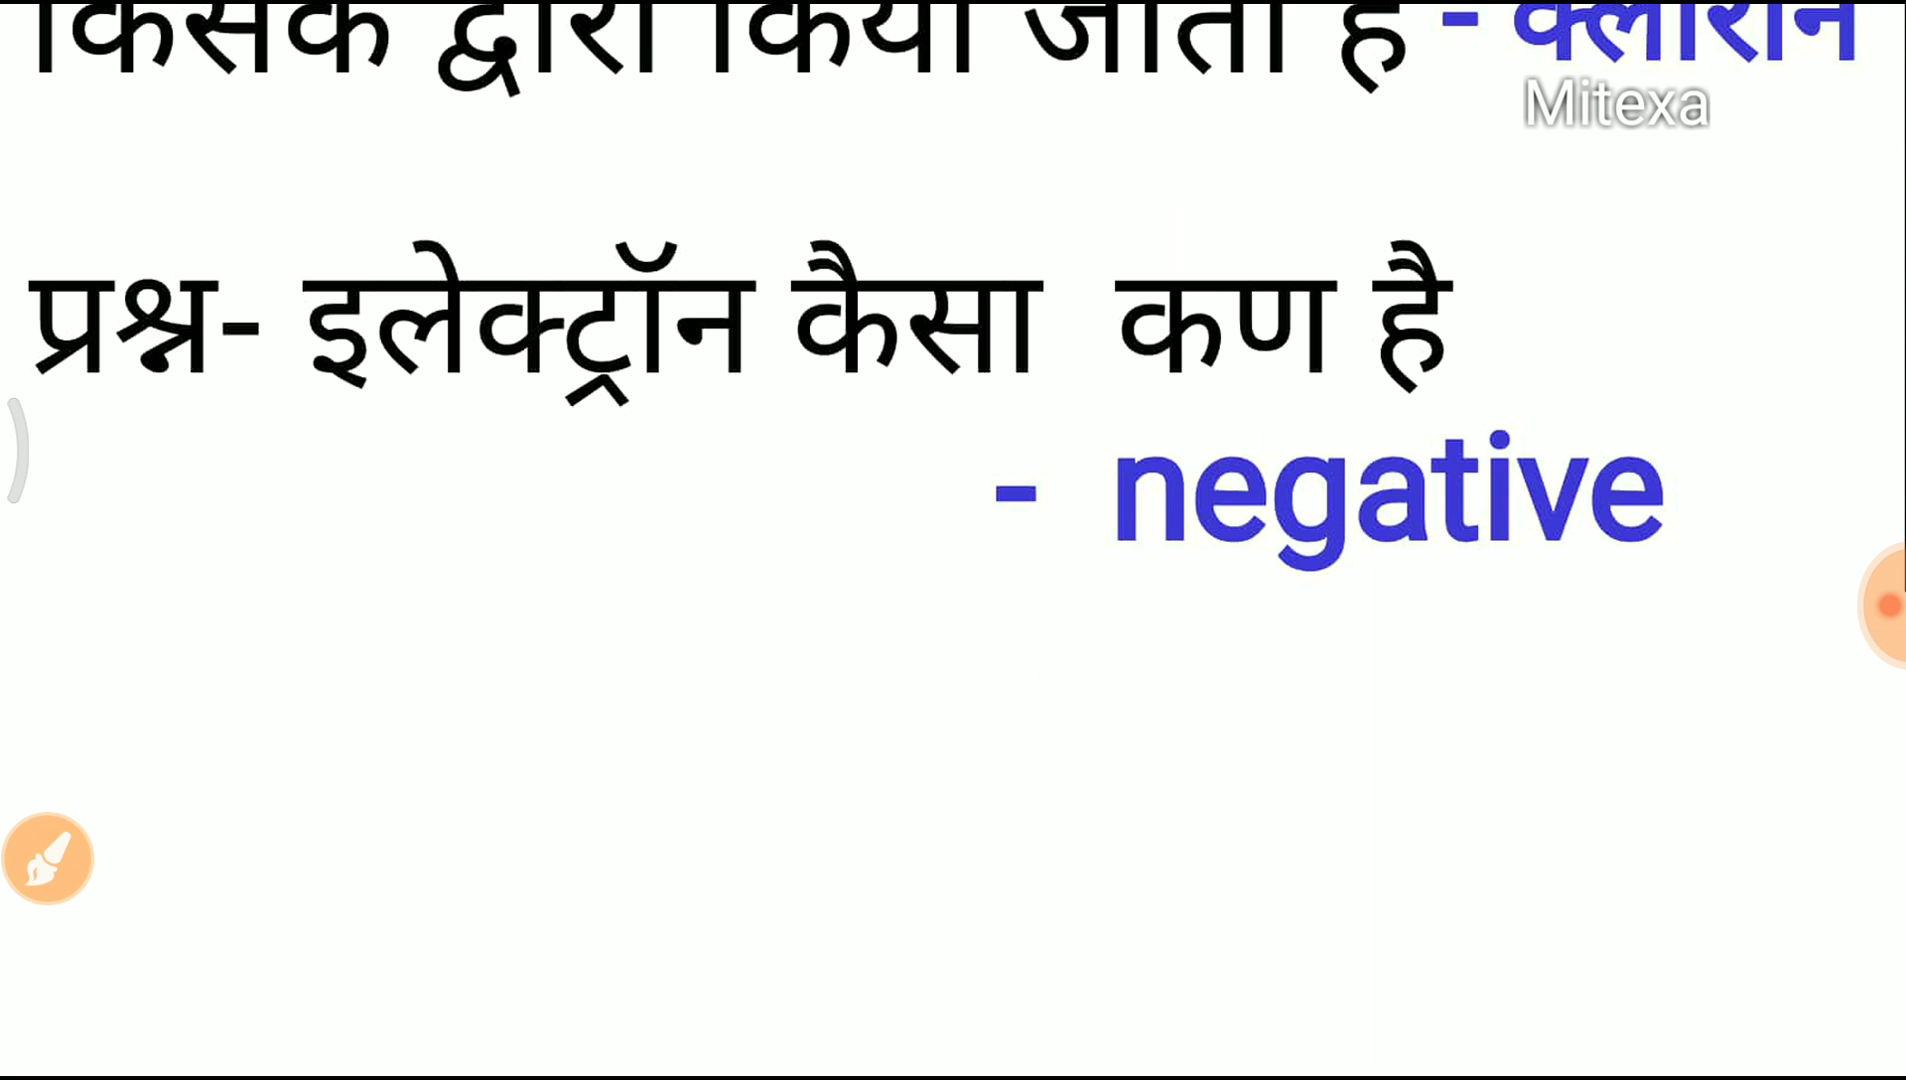 किसके द्वारा किया जाता है - क्लोरीन
Mitexa
प्रश्न- इलेक्ट्रॉन कैसा कण है
- negative